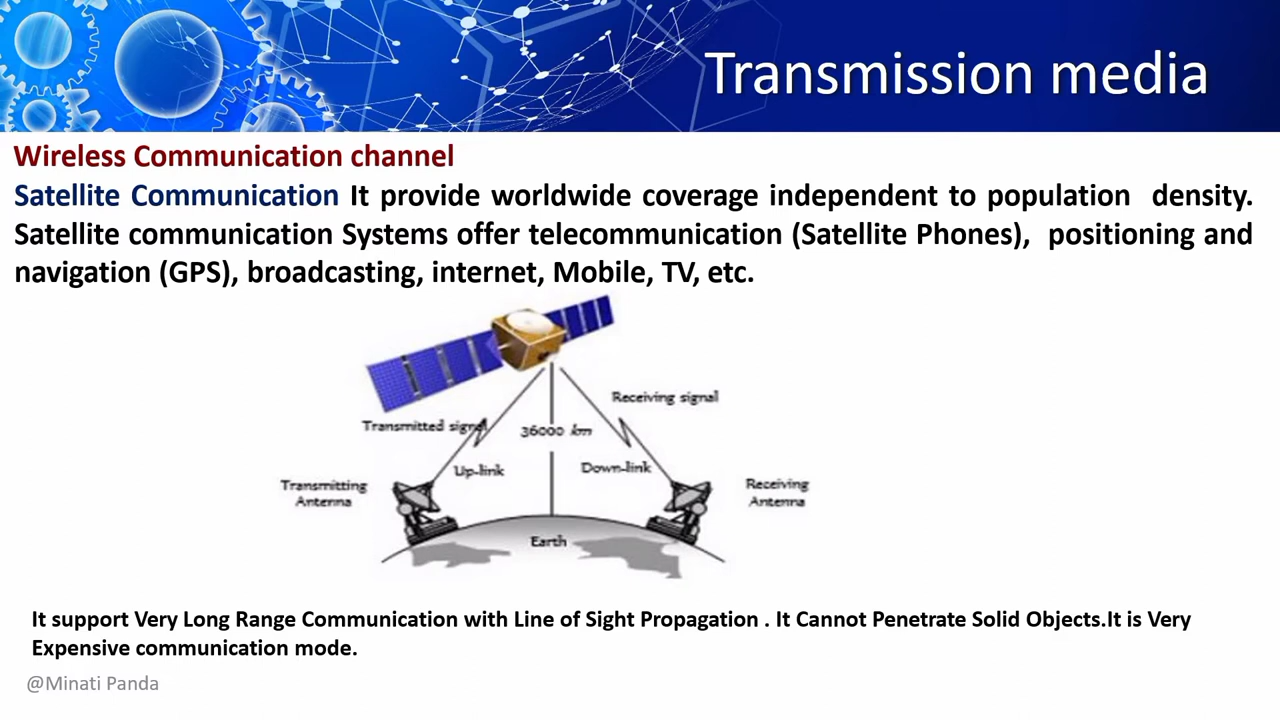 Transmission media
Wireless Communication channel
Satellite Communication It provide worldwide coverage independent to population density.
Satellite communication Systems offer telecommunication (Satellite Phones), positioning and
navigation (GPS), broadcasting, internet, Mobile, TV, etc.
Receiving signal
Transmitted signal
36000 km
Up-link
Down-link
Transmitting
Antenna
Receiving
Antenna
Earth
It support Very Long Range Communication with Line of Sight Propagation . It Cannot Penetrate Solid Objects.It is Very
Expensive communication mode.
@Minati Panda